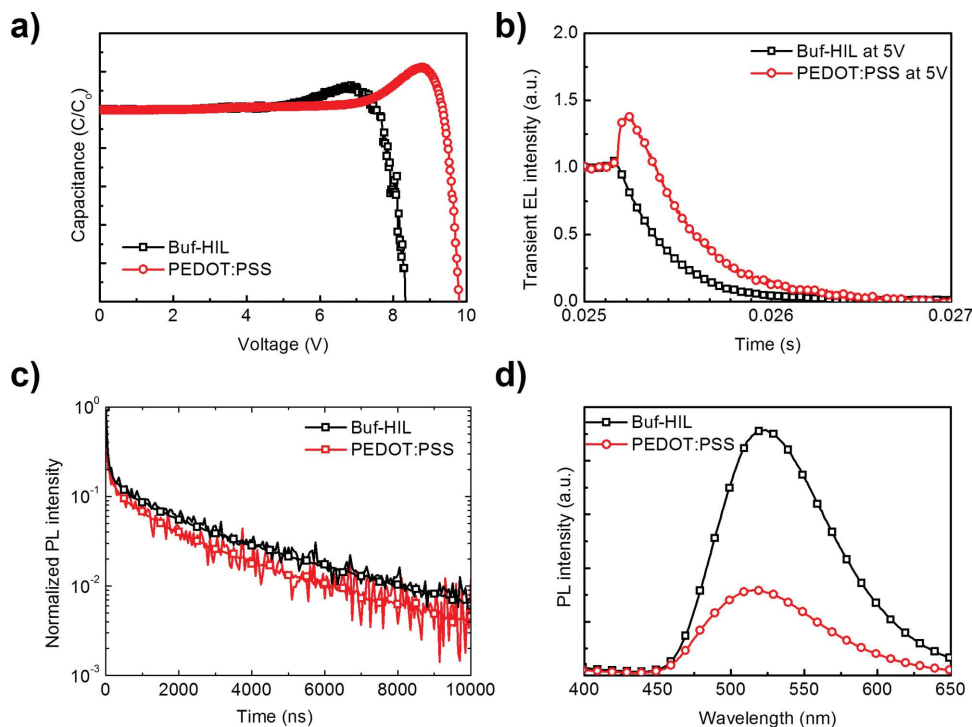 a)
Capacitance (C/C₀)
Buf-HIL
PEDOT:PSS
0 2 4 6 8 10
Voltage (V)
b)
Transient EL intensity (a.u.)
2.0
1.5
1.0
0.5
0.0
Buf-HIL at 5V
PEDOT:PSS at 5V
0.025 0.026 0.027
Time (s)
c)
Normalized PL intensity
10⁰
10⁻¹
10⁻²
10⁻³
Buf-HIL
PEDOT:PSS
0 2000 4000 6000 8000 10000
Time (ns)
d)
PL intensity (a.u.)
Buf-HIL
PEDOT:PSS
400 450 500 550 600 650
Wavelength (nm)